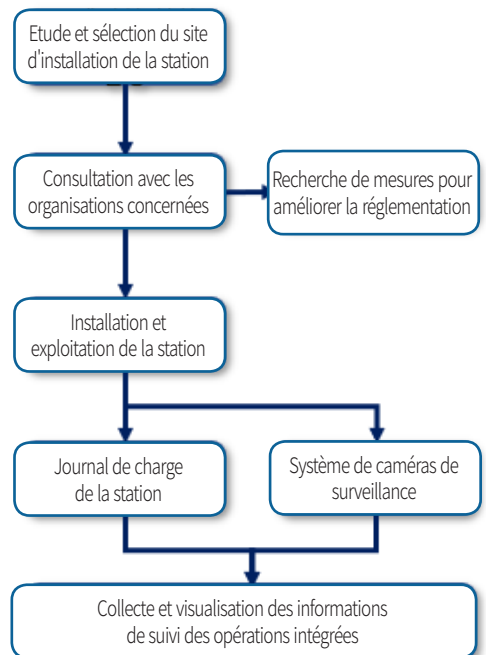 Etude et sélection du site
d'installation de la station
Consultation avec les
organisations concernées
Recherche de mesures pour
améliorer la réglementation
Installation et
exploitation de la station
Journal de charge
de la station
Système de caméras de
surveillance
Collecte et visualisation des informations
de suivi des opérations intégrées